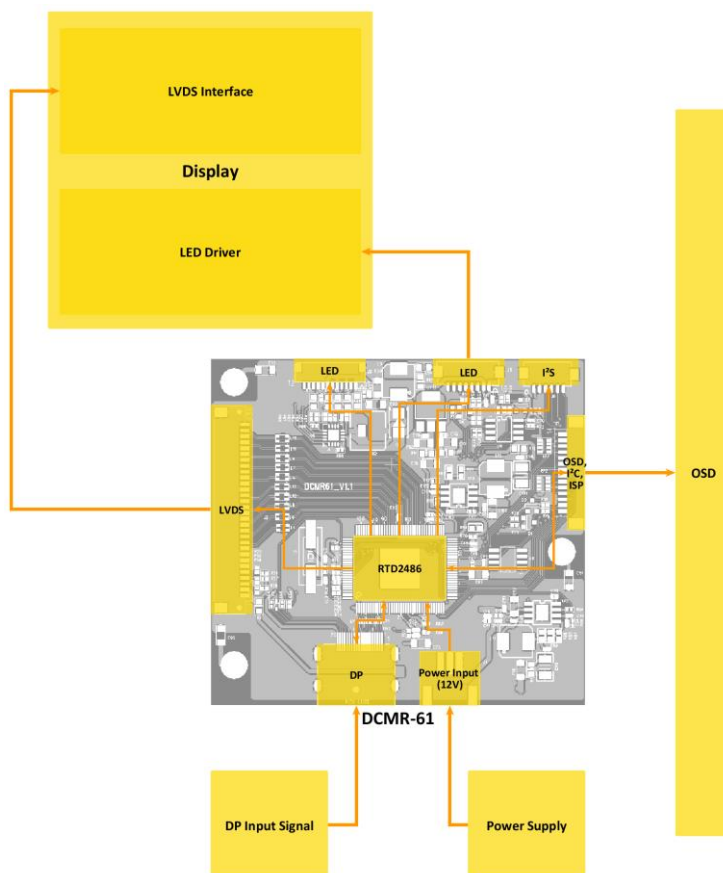 LVDS Interface
Display
LED Driver
LED
LED
I²S
OSD,
I²C,
ISP
OSD
DCMR61_V1.1
LVDS
RTD2486
DP
Power Input
(12V)
DCMR-61
DP Input Signal
Power Supply